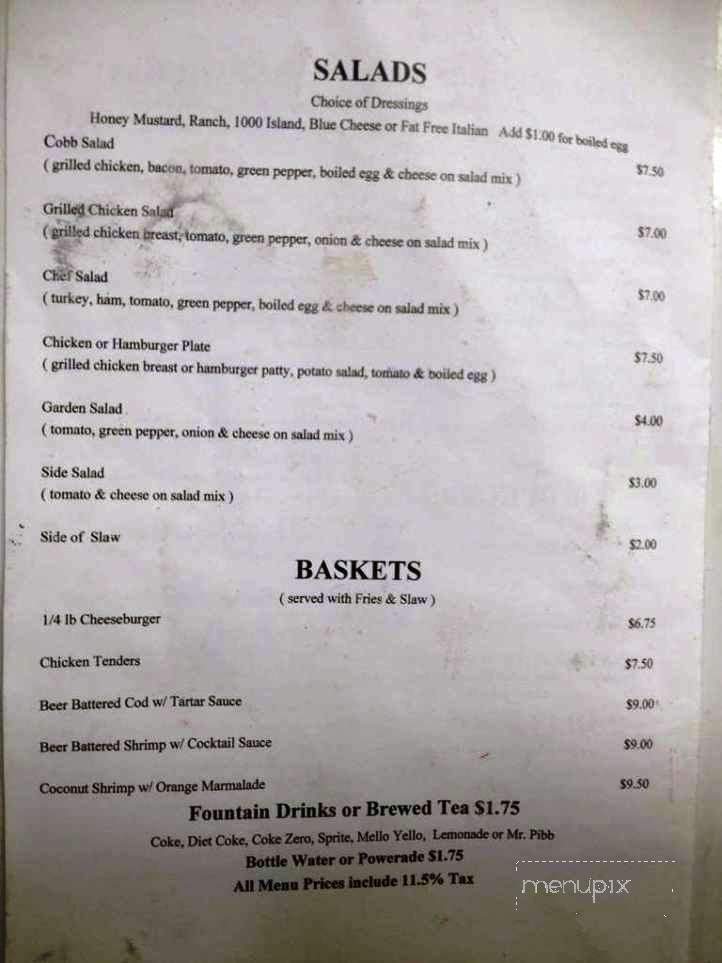 SALADS
Choice of Dressings
Honey Mustard, Ranch, 1000 Island, Blue Cheese or Fat Free Italian Add $1.00 for boiled egg
Cobb Salad
( grilled chicken, bacon, tomato, green pepper, boiled egg & cheese on salad mix ) $7.50
Grilled Chicken Salad
( grilled chicken breast, tomato, green pepper, onion & cheese on salad mix ) $7.00
Chef Salad
( turkey, ham, tomato, green pepper, boiled egg & cheese on salad mix ) $7.00
Chicken or Hamburger Plate
( grilled chicken breast or hamburger patty, potato salad, tomato & boiled egg ) $7.50
Garden Salad
( tomato, green pepper, onion & cheese on salad mix ) $4.00
Side Salad
( tomato & cheese on salad mix ) $3.00
Side of Slaw $2.00
BASKETS
( served with Fries & Slaw )
1/4 lb Cheeseburger $6.75
Chicken Tenders $7.50
Beer Battered Cod w/ Tartar Sauce $9.00
Beer Battered Shrimp w/ Cocktail Sauce $9.00
Coconut Shrimp w/ Orange Marmalade $9.50
Fountain Drinks or Brewed Tea $1.75
Coke, Diet Coke, Coke Zero, Sprite, Mello Yello, Lemonade or Mr. Pibb
Bottle Water or Powerade $1.75
All Menu Prices include 11.5% Tax
menupix